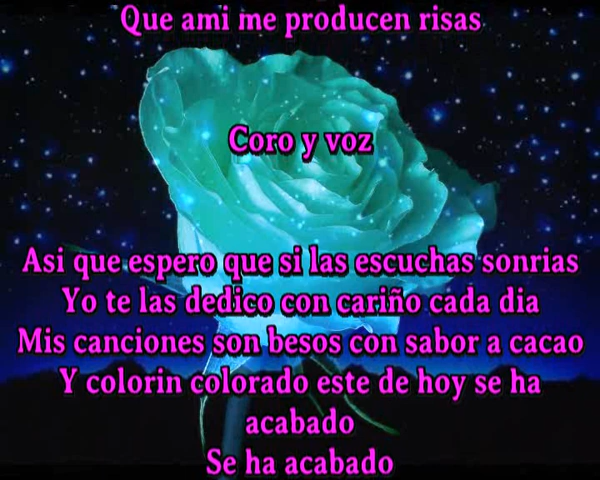 Que ami me producen risas
Coro y voz
Asi que espero que si las escuchas sonrias
Yo te las dedico con cariño cada dia
Mis canciones son besos con sabor a cacao
Y colorin colorado este de hoy se ha
acabado
Se ha acabado